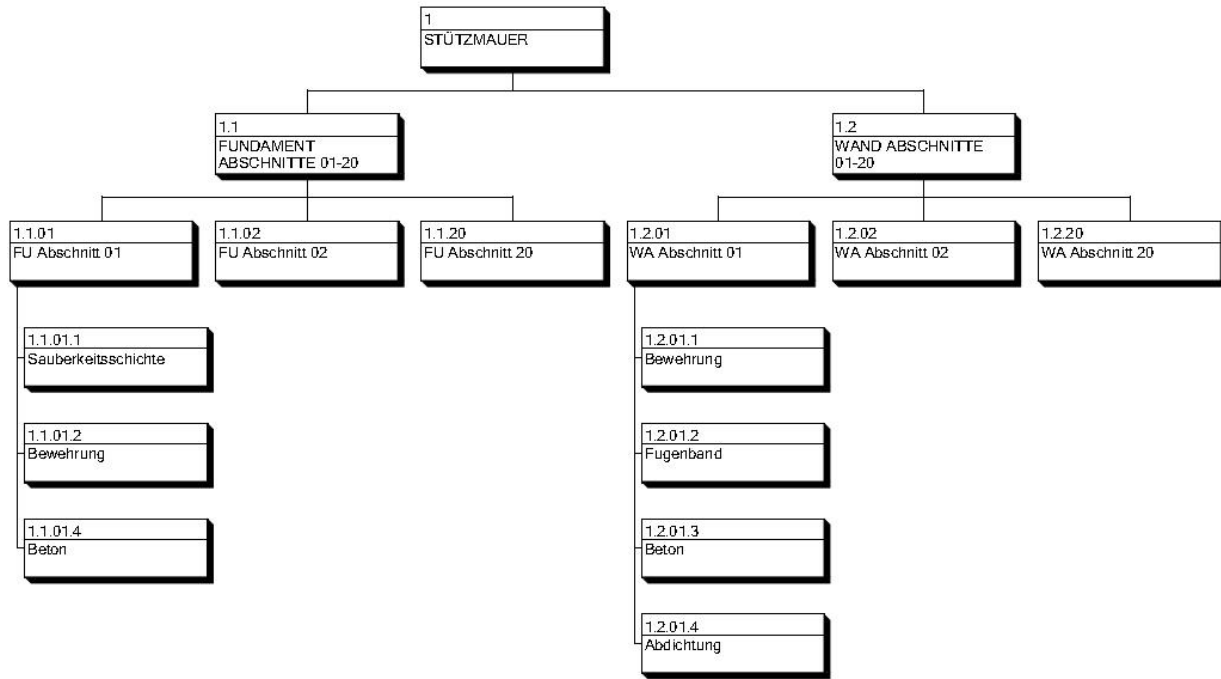 1
STÜTZMAUER
1.1
FUNDAMENT
ABSCHNITTE 01-20
1.2
WAND ABSCHNITTE
01-20
1.1.01
FU Abschnitt 01
1.1.02
FU Abschnitt 02
1.1.20
FU Abschnitt 20
1.2.01
WA Abschnitt 01
1.2.02
WA Abschnitt 02
1.2.20
WA Abschnitt 20
1.1.01.1
Sauberkeitsschichte
1.1.01.2
Bewehrung
1.1.01.4
Beton
1.2.01.1
Bewehrung
1.2.01.2
Fugenband
1.2.01.3
Beton
1.2.01.4
Abdichtung